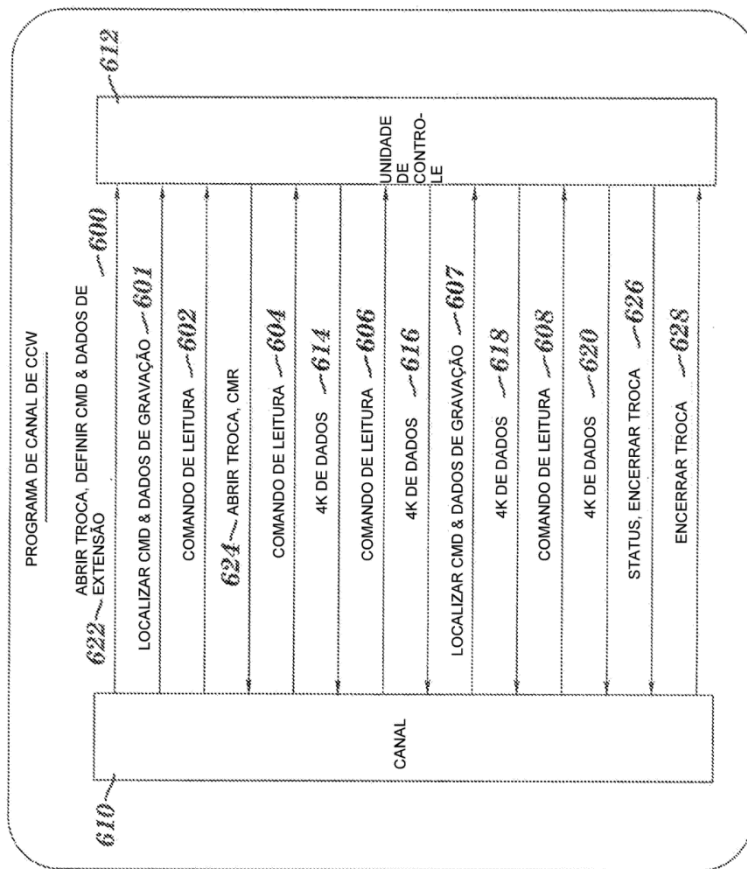 PROGRAMA DE CANAL DE CCW
622
ABRIR TROCA, DEFINIR CMD & DADOS DE
EXTENSÃO
600
612
610
CANAL
UNIDADE
DE
CONTRO-
LE
LOCALIZAR CMD & DADOS DE GRAVAÇÃO 601
COMANDO DE LEITURA 602
624 ABRIR TROCA, CMR
COMANDO DE LEITURA 604
4K DE DADOS 614
COMANDO DE LEITURA 606
4K DE DADOS 616
LOCALIZAR CMD & DADOS DE GRAVAÇÃO 607
4K DE DADOS 618
COMANDO DE LEITURA 608
4K DE DADOS 620
STATUS, ENCERRAR TROCA 626
ENCERRAR TROCA 628